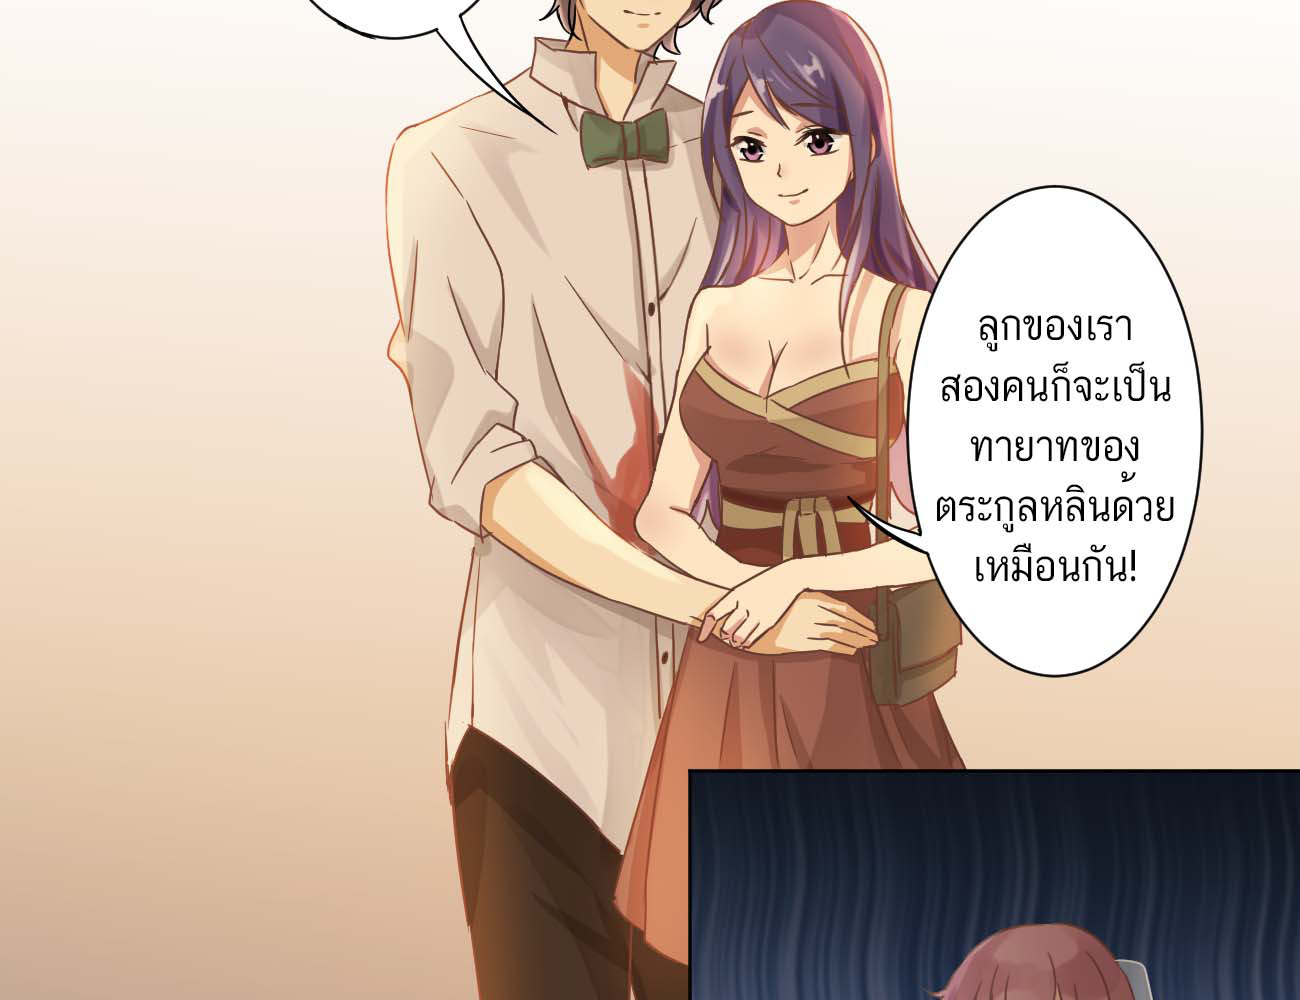 ลูกของเรา
สองคนก็จะเป็น
ทายาทของ
ตระกูลหลินด้วย
เหมือนกัน!